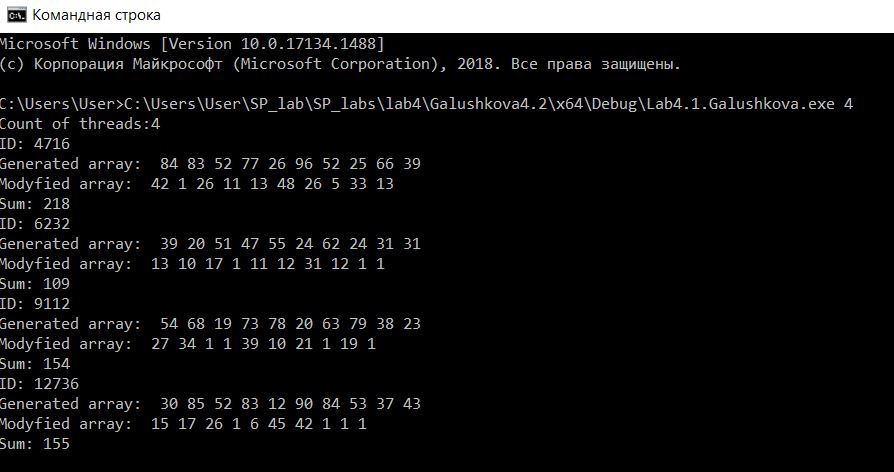 Командная строка
Microsoft Windows [Version 10.0.17134.1488]
(c) Корпорация Майкрософт (Microsoft Corporation), 2018. Все права защищены.
C:\Users\User>C:\Users\User\SP_lab\SP_labs\lab4\Galushkova4.2\x64\Debug\Lab4.1.Galushkova.exe 4
Count of threads:4
ID: 4716
Generated array:  84 83 52 77 26 96 52 25 66 39
Modyfied array:  42 1 26 11 13 48 26 5 33 13
Sum: 218
ID: 6232
Generated array:  39 20 51 47 55 24 62 24 31 31
Modyfied array:  13 10 17 1 11 12 31 12 1 1
Sum: 109
ID: 9112
Generated array:  54 68 19 73 78 20 63 79 38 23
Modyfied array:  27 34 1 1 39 10 21 1 19 1
Sum: 154
ID: 12736
Generated array:  30 85 52 83 12 90 84 53 37 43
Modyfied array:  15 17 26 1 6 45 42 1 1 1
Sum: 155